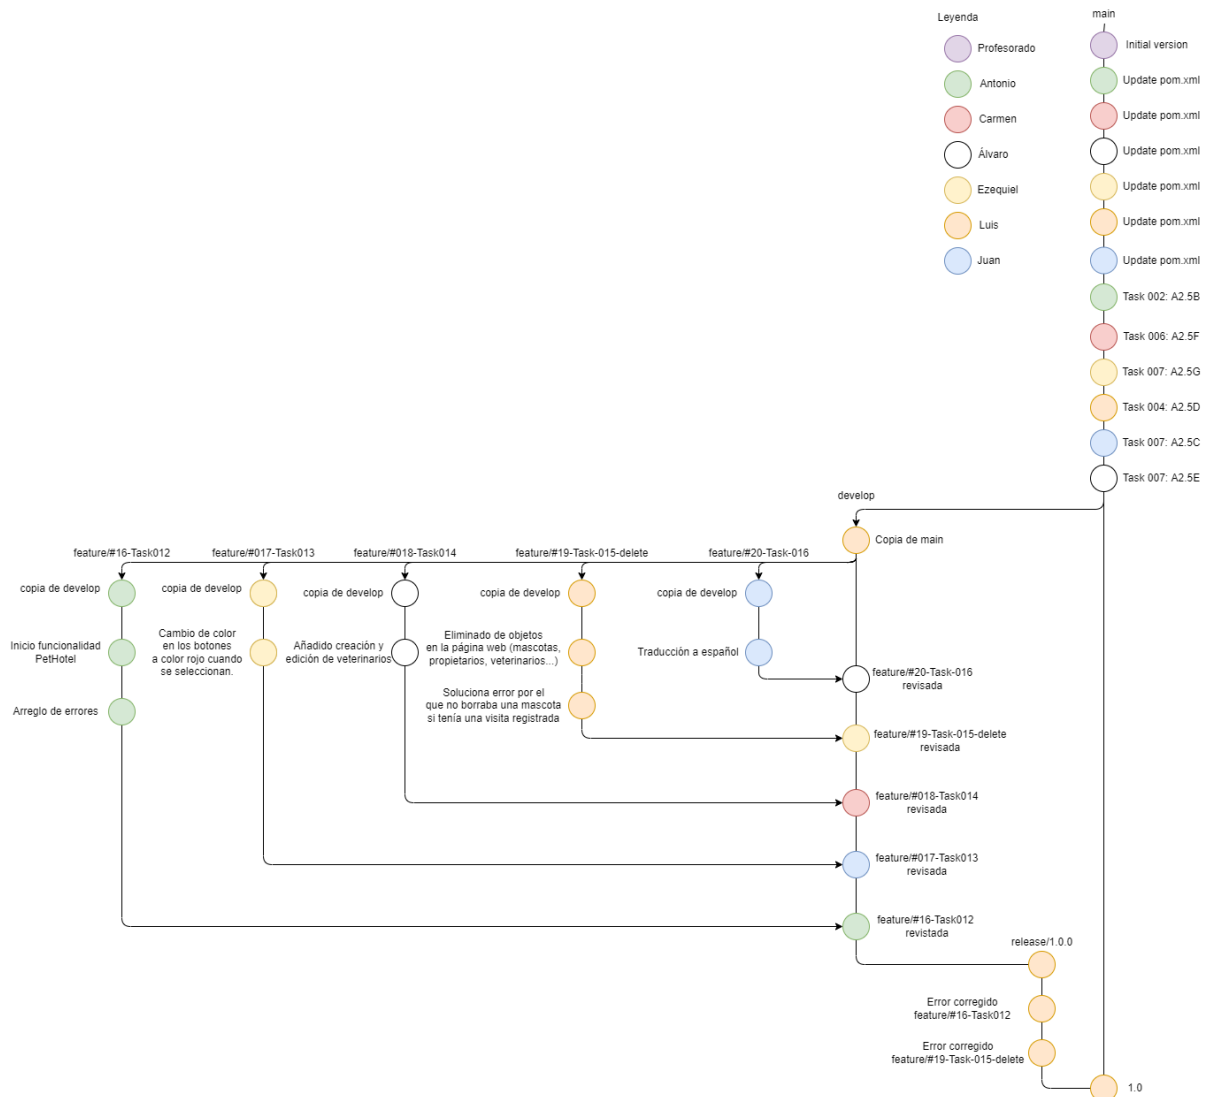 Leyenda
Profesorado
Antonio
Carmen
Álvaro
Ezequiel
Luis
Juan
main
Initial version
Update pom.xml
Update pom.xml
Update pom.xml
Update pom.xml
Update pom.xml
Update pom.xml
Task 002: A2.5B
Task 006: A2.5F
Task 007: A2.5G
Task 004: A2.5D
Task 007: A2.5C
Task 007: A2.5E
develop
Copia de main
feature/#16-Task012
copia de develop
Inicio funcionalidad
PetHotel
Arreglo de errores
feature/#017-Task013
copia de develop
Cambio de color
en los botones
a color rojo cuando
se seleccionan.
feature/#018-Task014
copia de develop
Añadido creación y
edición de veterinarios
feature/#19-Task-015-delete
copia de develop
Eliminado de objetos
en la página web (mascotas,
propietarios, veterinarios...)
Soluciona error por el
que no borraba una mascota
si tenía una visita registrada
feature/#20-Task-016
copia de develop
Traducción a español
feature/#20-Task-016
revisada
feature/#19-Task-015-delete
revisada
feature/#018-Task014
revisada
feature/#017-Task013
revisada
feature/#16-Task012
revistada
release/1.0.0
Error corregido
feature/#16-Task012
Error corregido
feature/#19-Task-015-delete
1.0